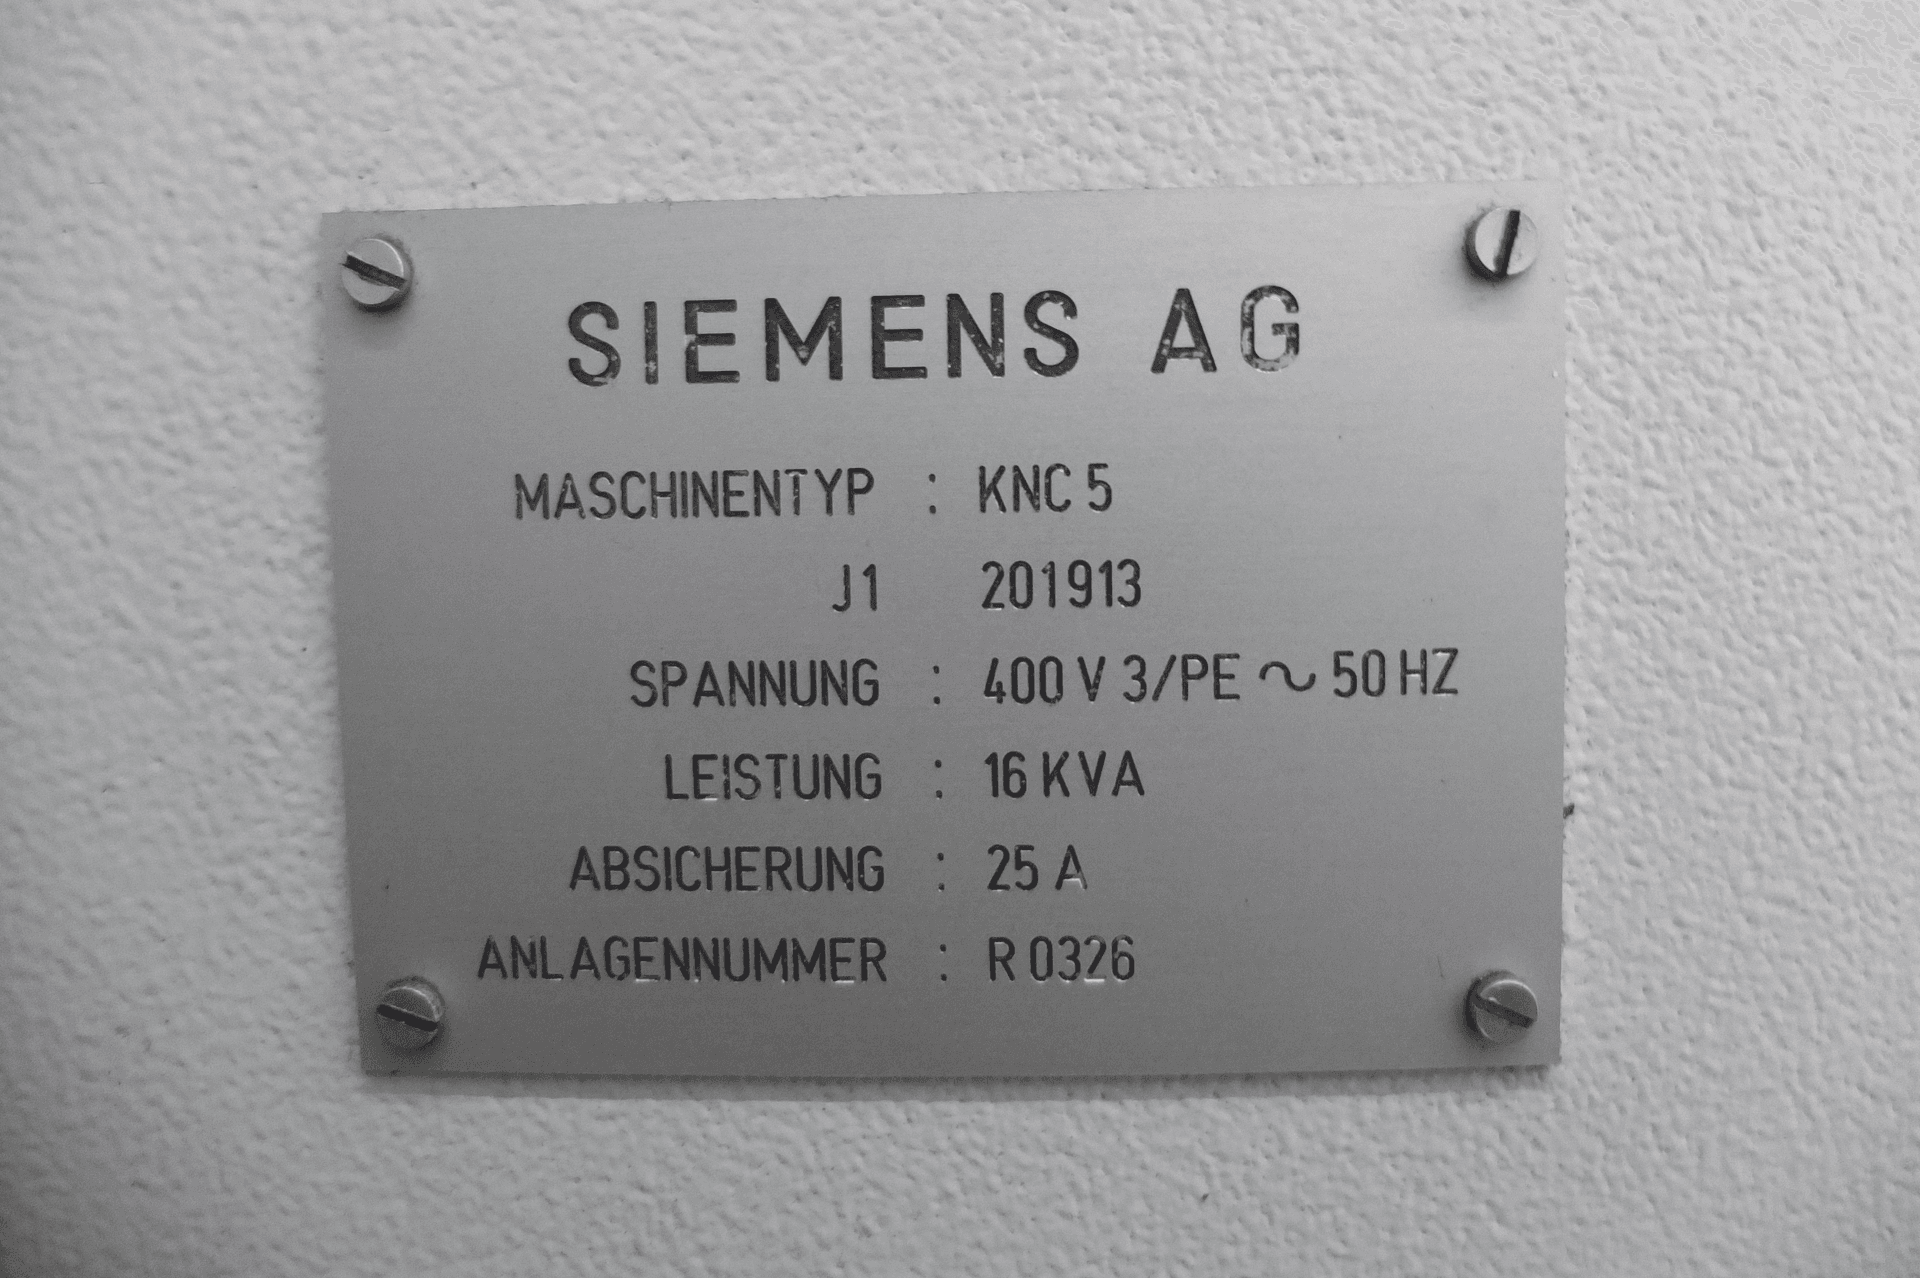 SIEMENS AG
MASCHINENTYP : KNC 5
J1 201913
SPANNUNG : 400 V 3/PE ~ 50 HZ
LEISTUNG : 16 KVA
ABSICHERUNG : 25 A
ANLAGENNUMMER : R 0326